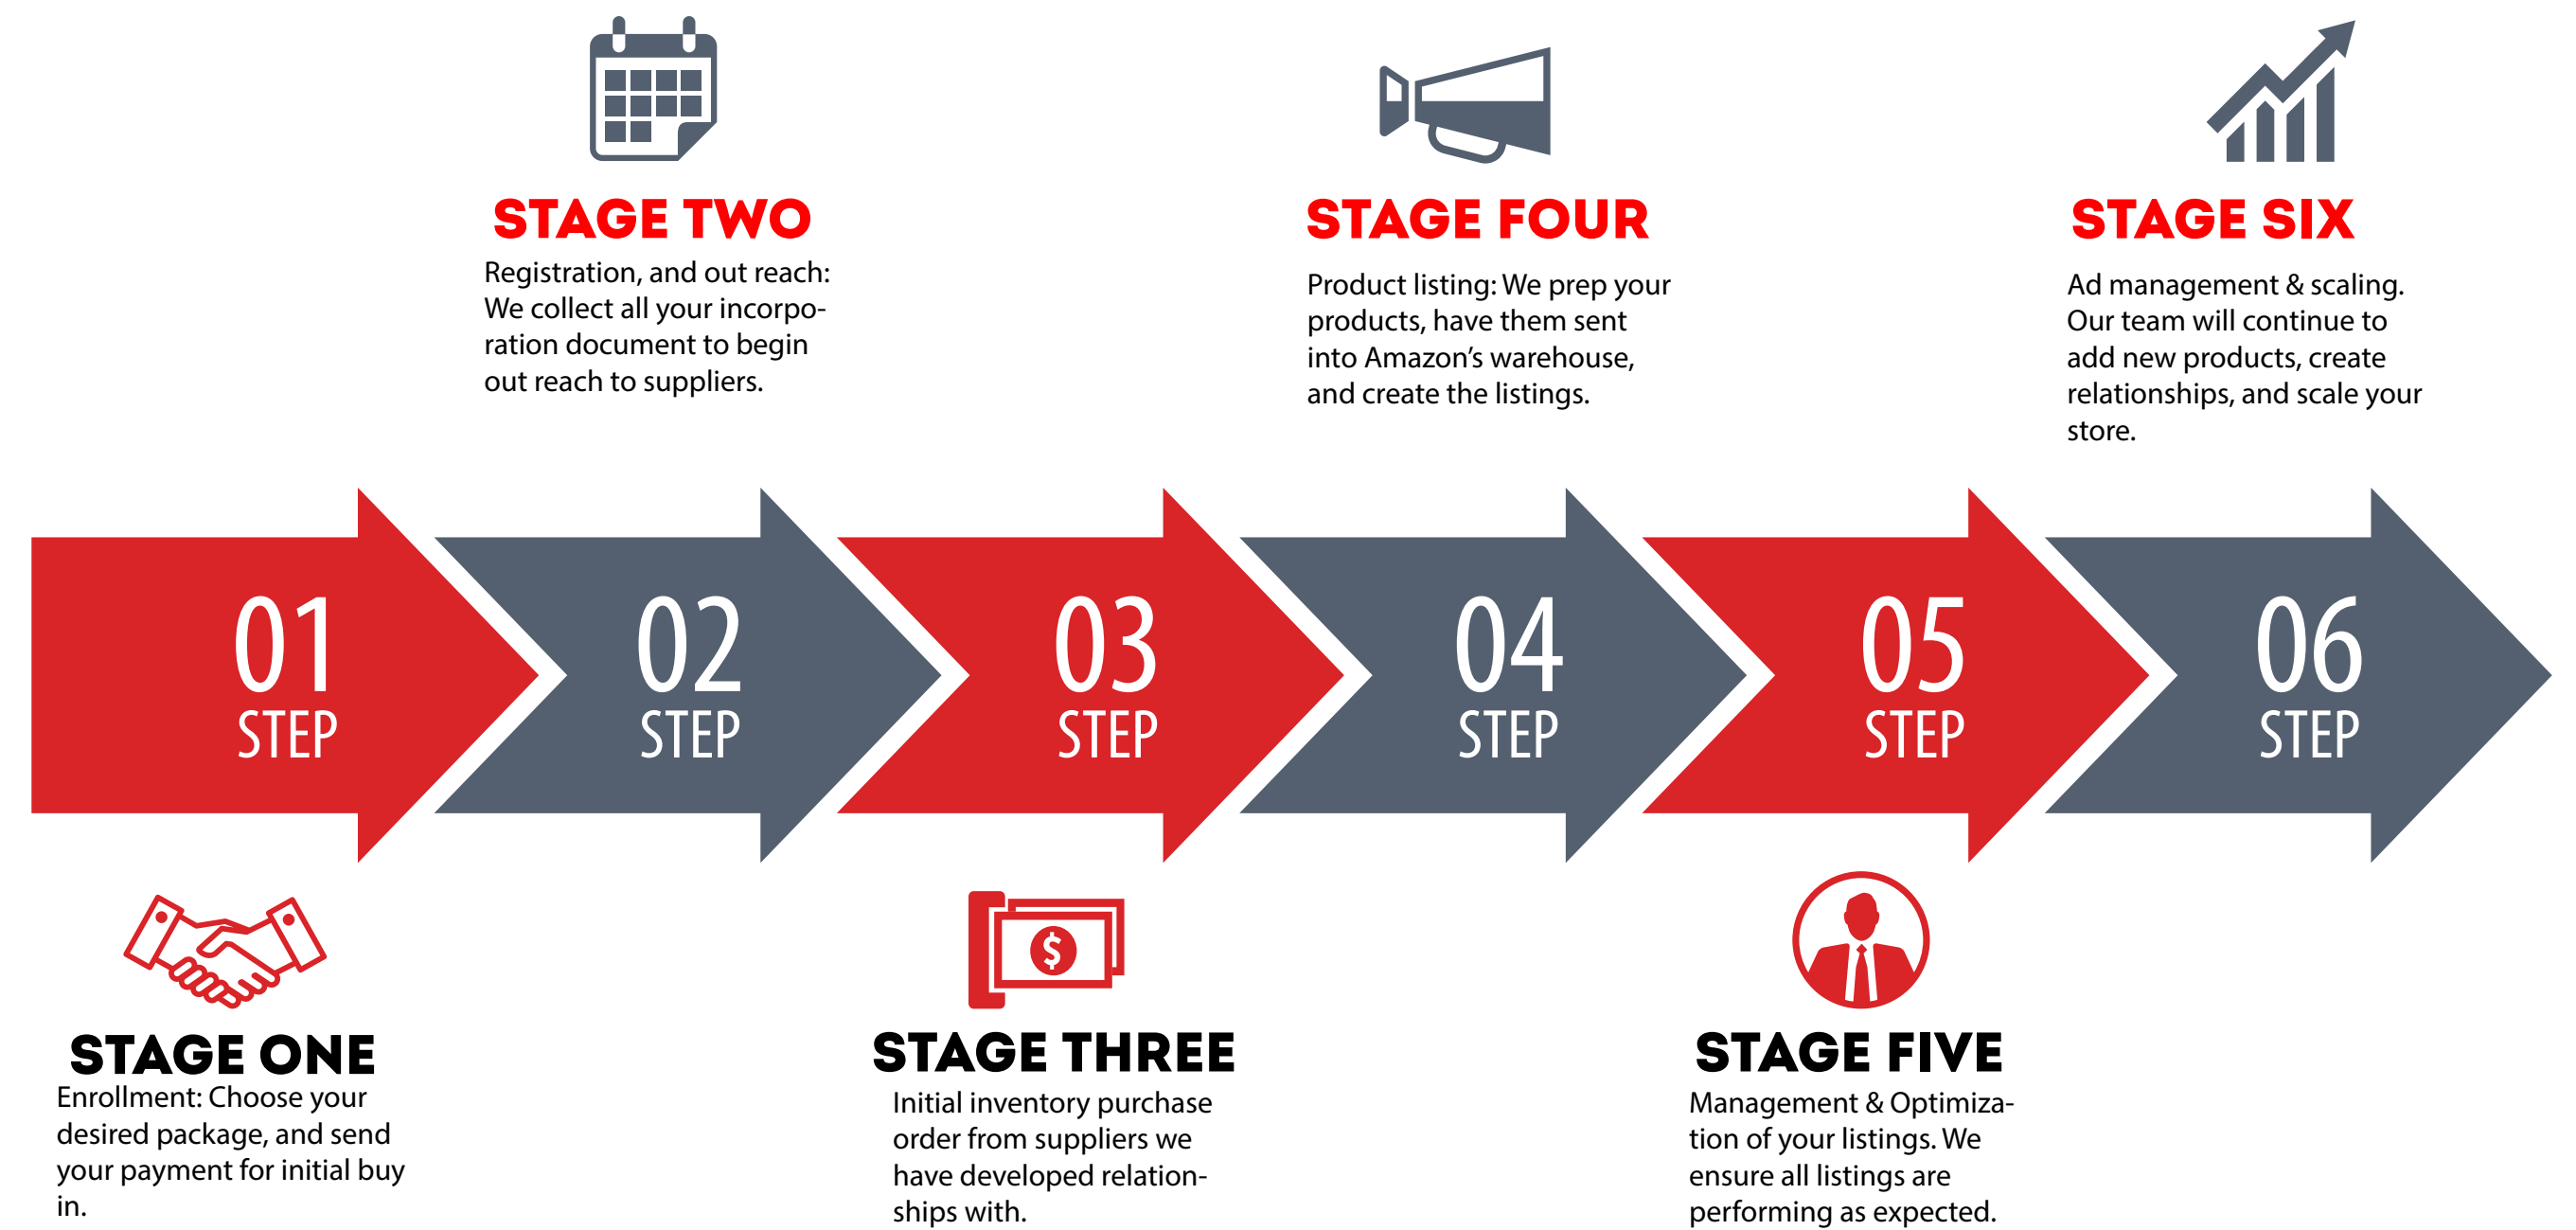 STAGE TWO
Registration, and out reach:
We collect all your incorpo-
ration document to begin
out reach to suppliers.
STAGE FOUR
Product listing: We prep your
products, have them sent
into Amazon’s warehouse,
and create the listings.
STAGE SIX
Ad management & scaling.
Our team will continue to
add new products, create
relationships, and scale your
store.
01
STEP
02
STEP
03
STEP
04
STEP
05
STEP
06
STEP
$
STAGE ONE
Enrollment: Choose your
desired package, and send
your payment for initial buy
in.
STAGE THREE
Initial inventory purchase
order from suppliers we
have developed relation-
ships with.
STAGE FIVE
Management & Optimiza-
tion of your listings. We
ensure all listings are
performing as expected.